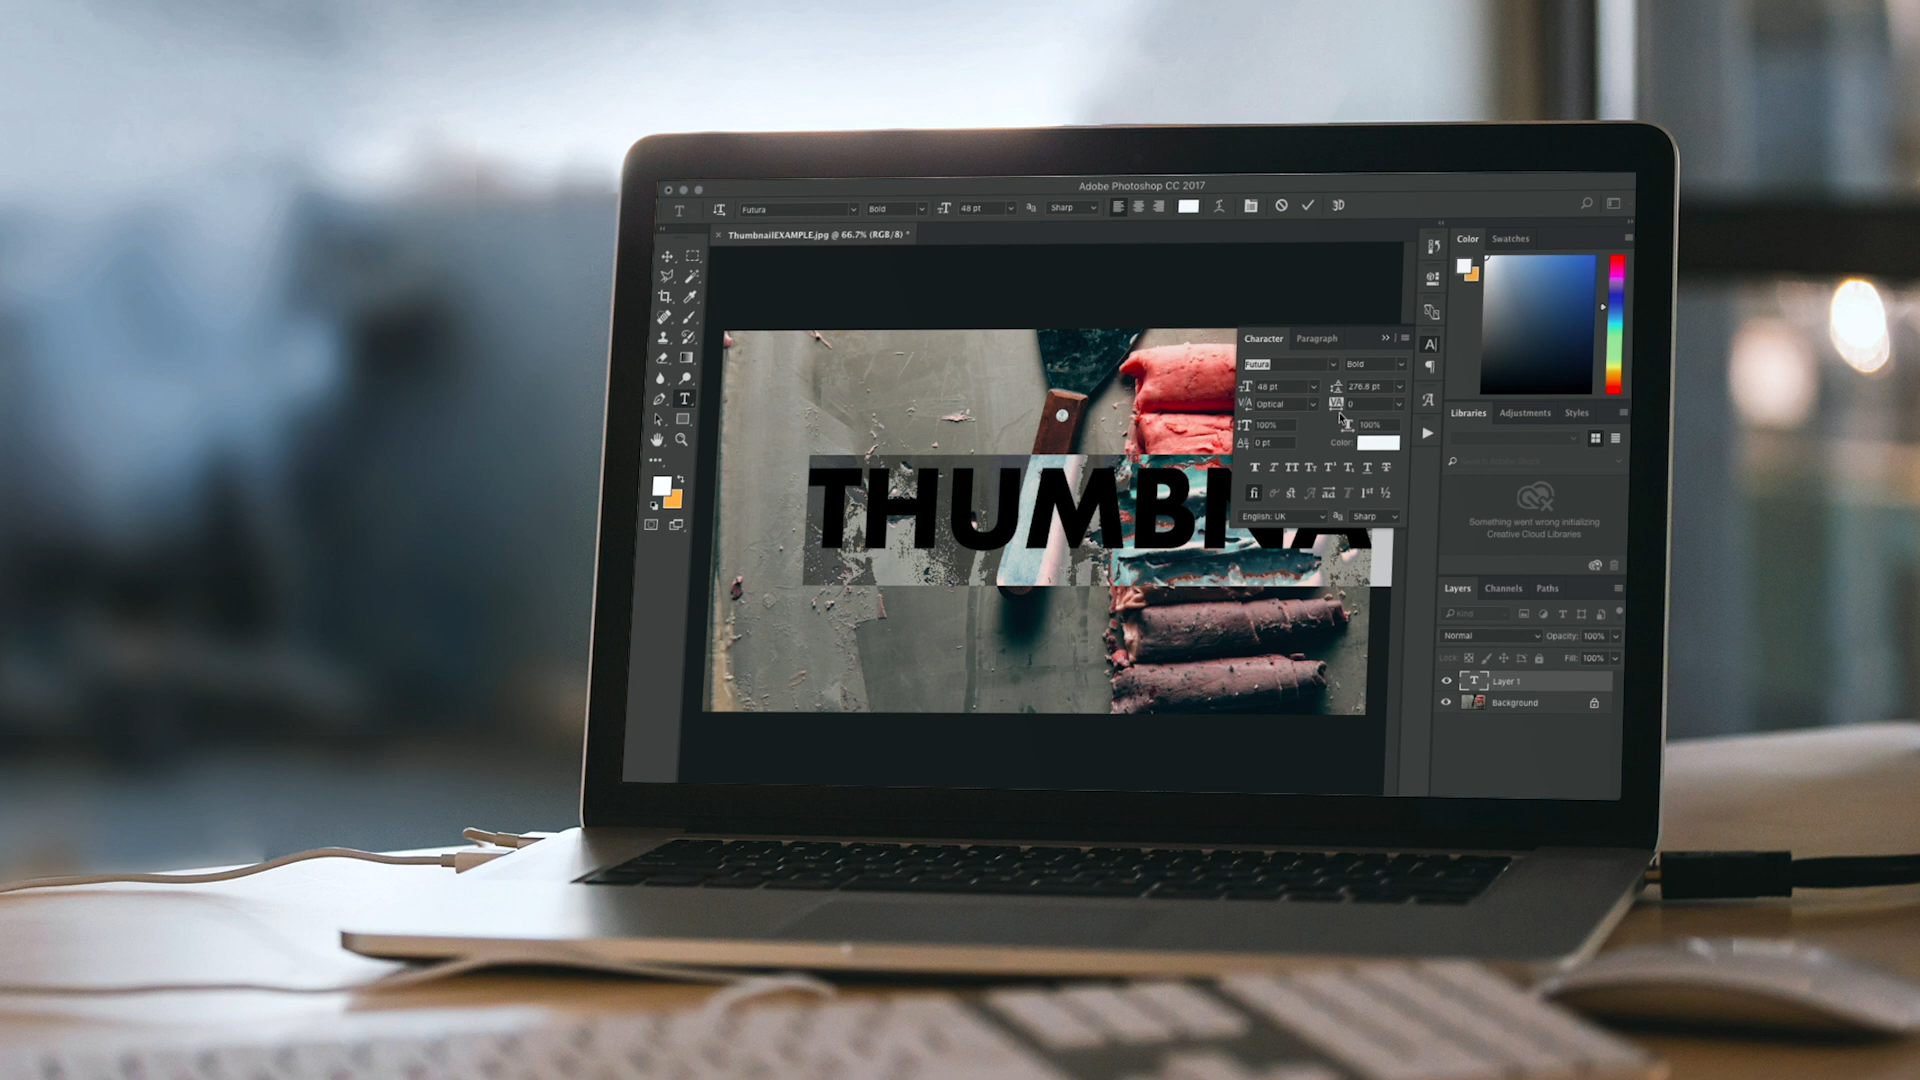 Adobe Photoshop CC 2017
Futura Bold 48 pt Sharp 3D
ThumbnailEXAMPLE.jpg @ 66.7% (RGB/8) *
Color Swatches
Character Paragraph
Futura Bold
48 pt 276.8 pt
Optical 0
100% 100%
0 pt Color:
English: UK Sharp
THUMBNA
Libraries Adjustments Styles
Something went wrong initializing
Creative Cloud Libraries
Layers Channels Paths
Kind
Normal Opacity: 100%
Lock: Fill: 100%
Layer 1
Background